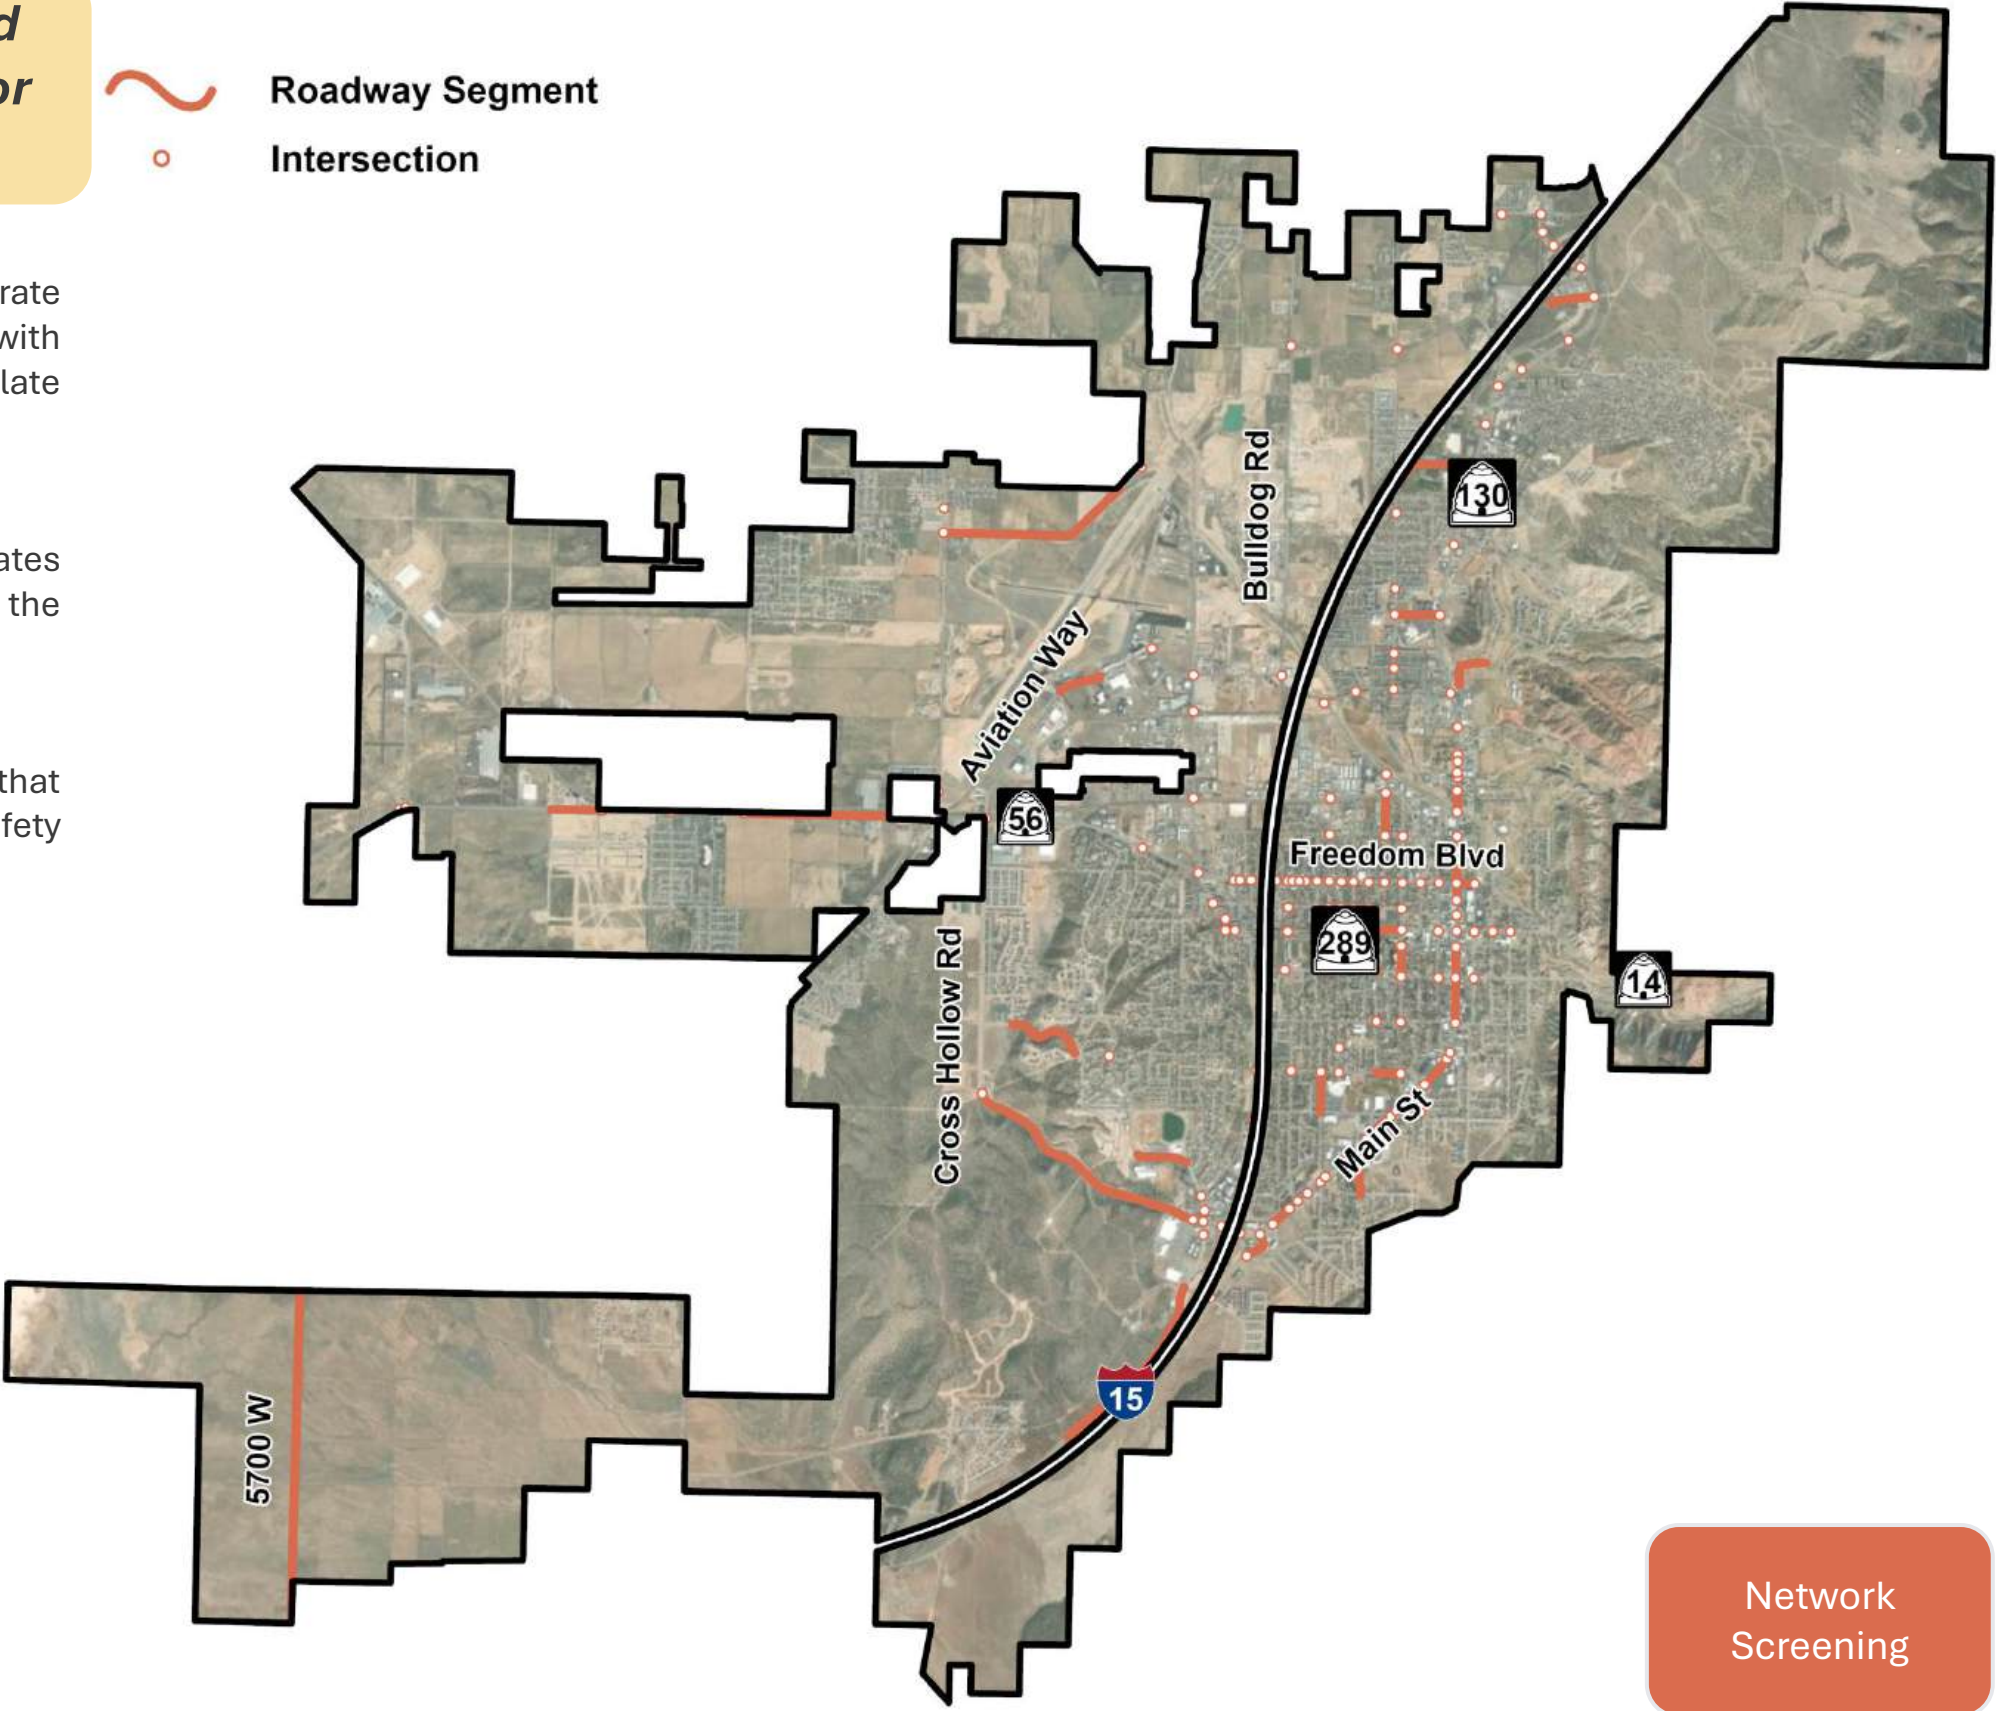 d
or
rate
with
late
ates
the
that
fety
Roadway Segment
Intersection
130
Bulldog Rd
Aviation Way
56
Freedom Blvd
289
14
Cross Hollow Rd
Main St
15
5700 W
Network
Screening